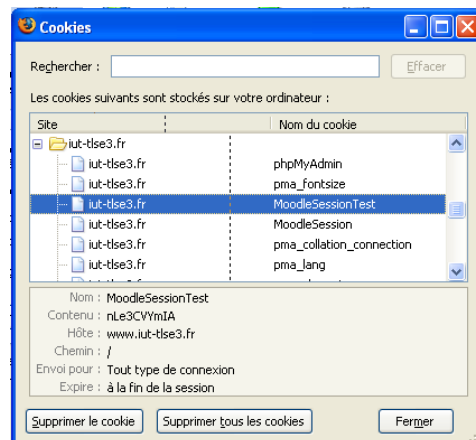 Cookies
Rechercher :
Effacer
Les cookies suivants sont stockés sur votre ordinateur :
Site Nom du cookie
iut-tlse3.fr
iut-tlse3.fr phpMyAdmin
iut-tlse3.fr pma_fontsize
iut-tlse3.fr MoodleSessionTest
iut-tlse3.fr MoodleSession
iut-tlse3.fr pma_collation_connection
iut-tlse3.fr pma_lang
Nom : MoodleSessionTest
Contenu : nLe3CVYmIA
Hôte : www.iut-tlse3.fr
Chemin : /
Envoi pour : Tout type de connexion
Expire : à la fin de la session
Supprimer le cookie Supprimer tous les cookies Fermer